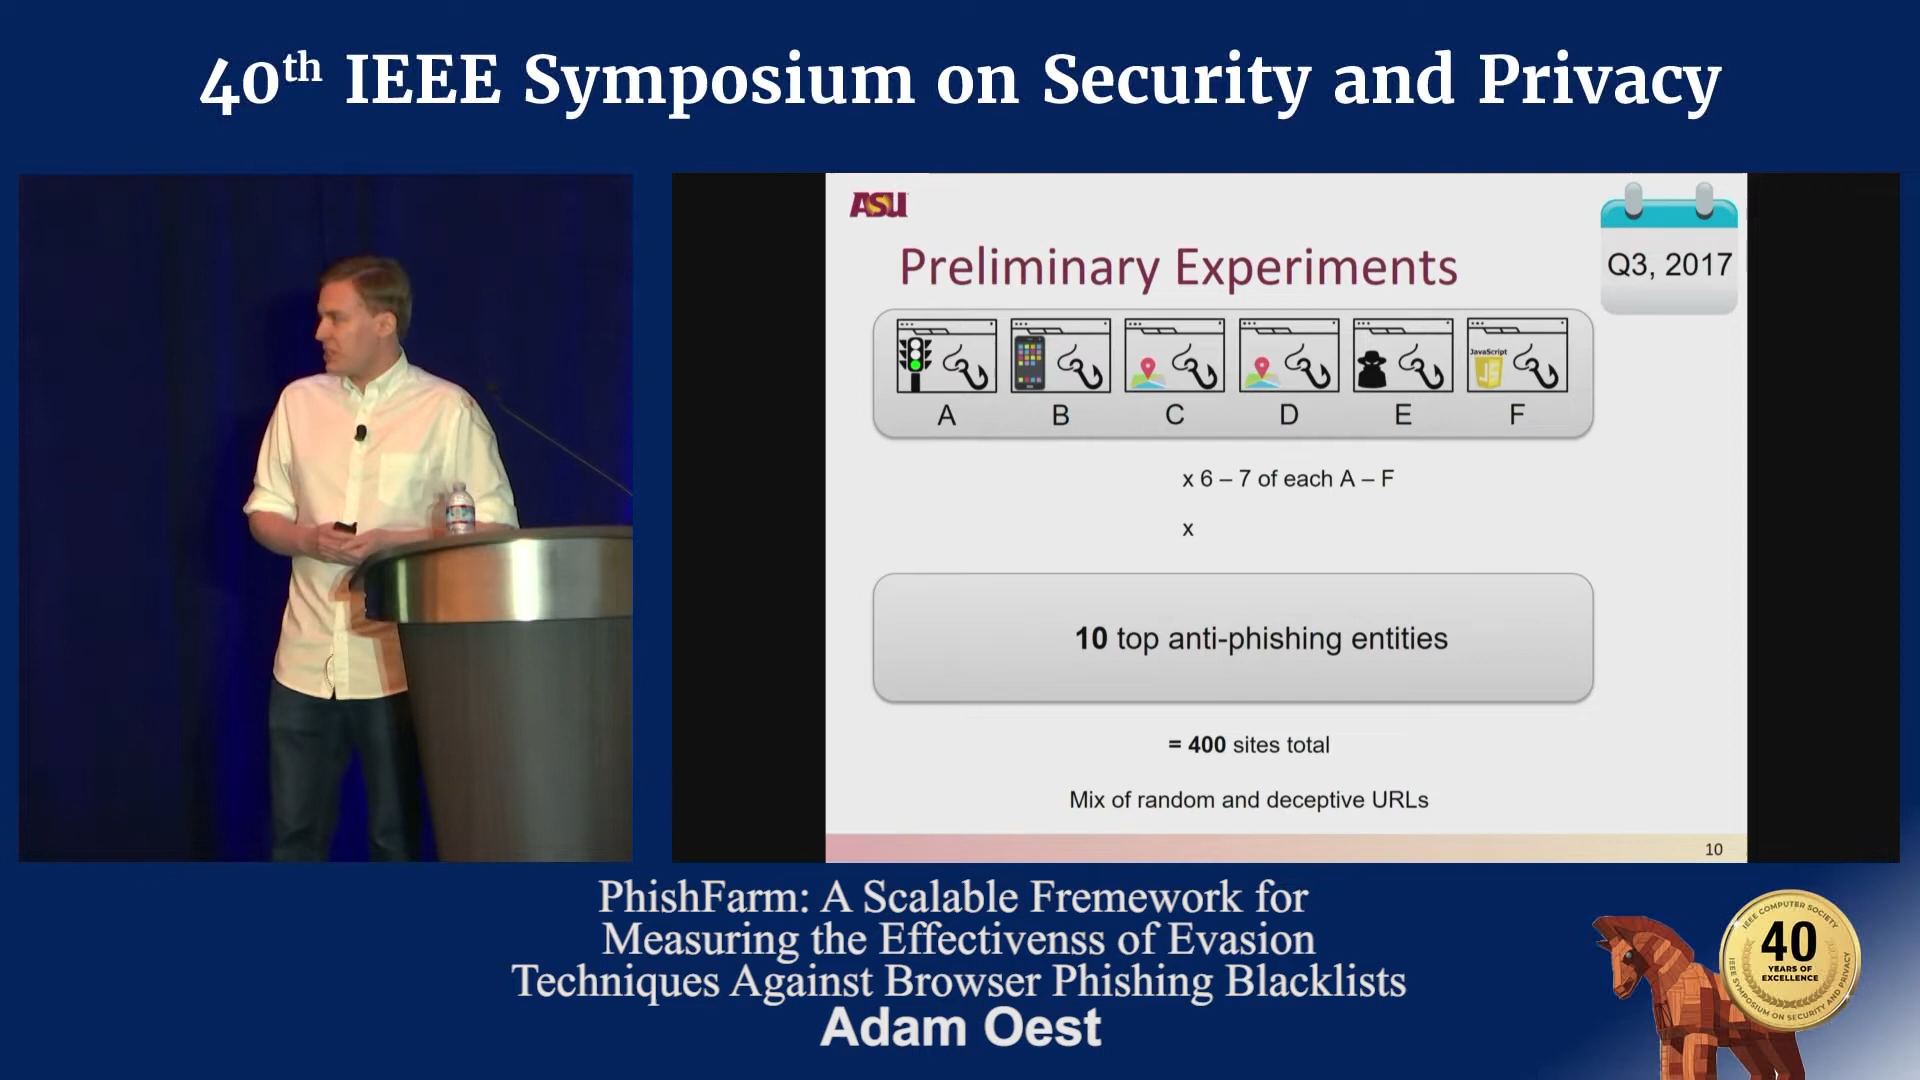 40th IEEE Symposium on Security and Privacy
ASU
Preliminary Experiments
Q3, 2017
JavaScript
JS
A B C D E F
x 6 – 7 of each A – F
x
10 top anti-phishing entities
= 400 sites total
Mix of random and deceptive URLs
10
PhishFarm: A Scalable Fremework for
Measuring the Effectivenss of Evasion
Techniques Against Browser Phishing Blacklists
Adam Oest
IEEE COMPUTER SOCIETY
40
YEARS OF
EXCELLENCE
IEEE SYMPOSIUM ON SECURITY AND PRIVACY